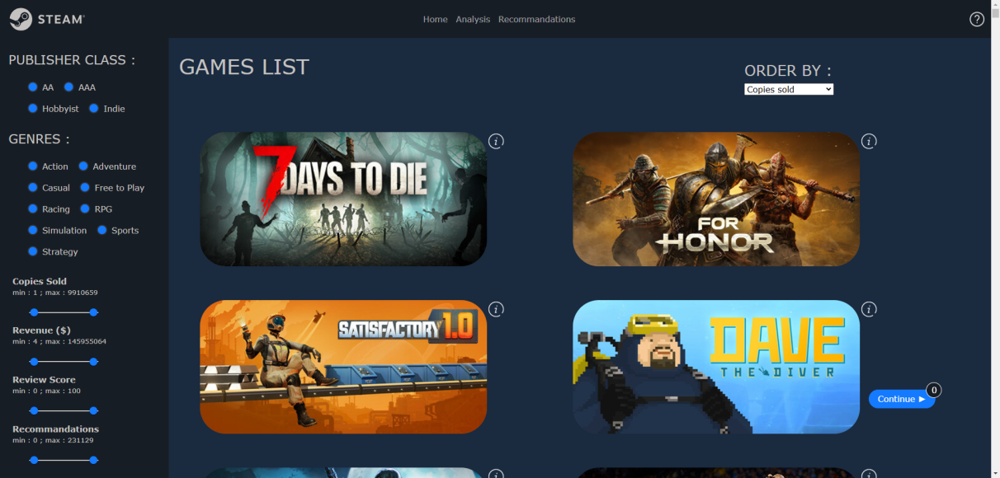 STEAM®
Home Analysis Recommandations
?
PUBLISHER CLASS :
AA AAA
Hobbyist Indie
GENRES :
Action Adventure
Casual Free to Play
Racing RPG
Simulation Sports
Strategy
Copies Sold
min : 1 ; max : 9910659
Revenue ($)
min : 4 ; max : 145955064
Review Score
min : 0 ; max : 100
Recommandations
min : 0 ; max : 231129
GAMES LIST
ORDER BY :
Copies sold
7 DAYS TO DIE
i
FOR
HONOR
i
SATISFACTORY 1.0
i
DAVE
THE DIVER
i
0
Continue ►
i
i